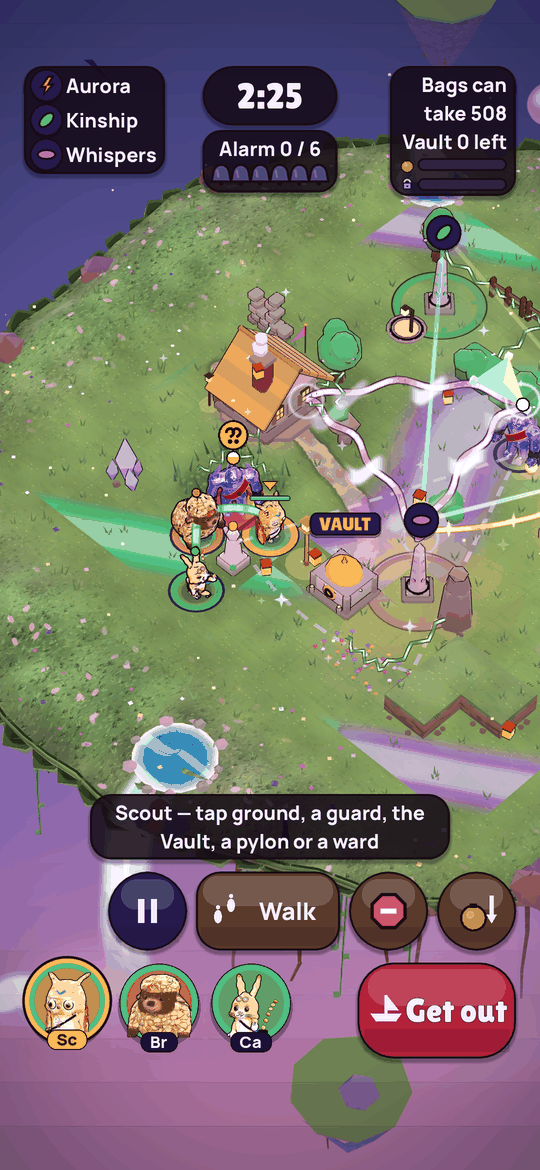 Aurora
Kinship
Whispers
2:25
Alarm 0 / 6
Bags can
take 508
Vault 0 left
??
VAULT
Scout — tap ground, a guard, the
Vault, a pylon or a ward
Walk
Get out
Sc
Br
Ca